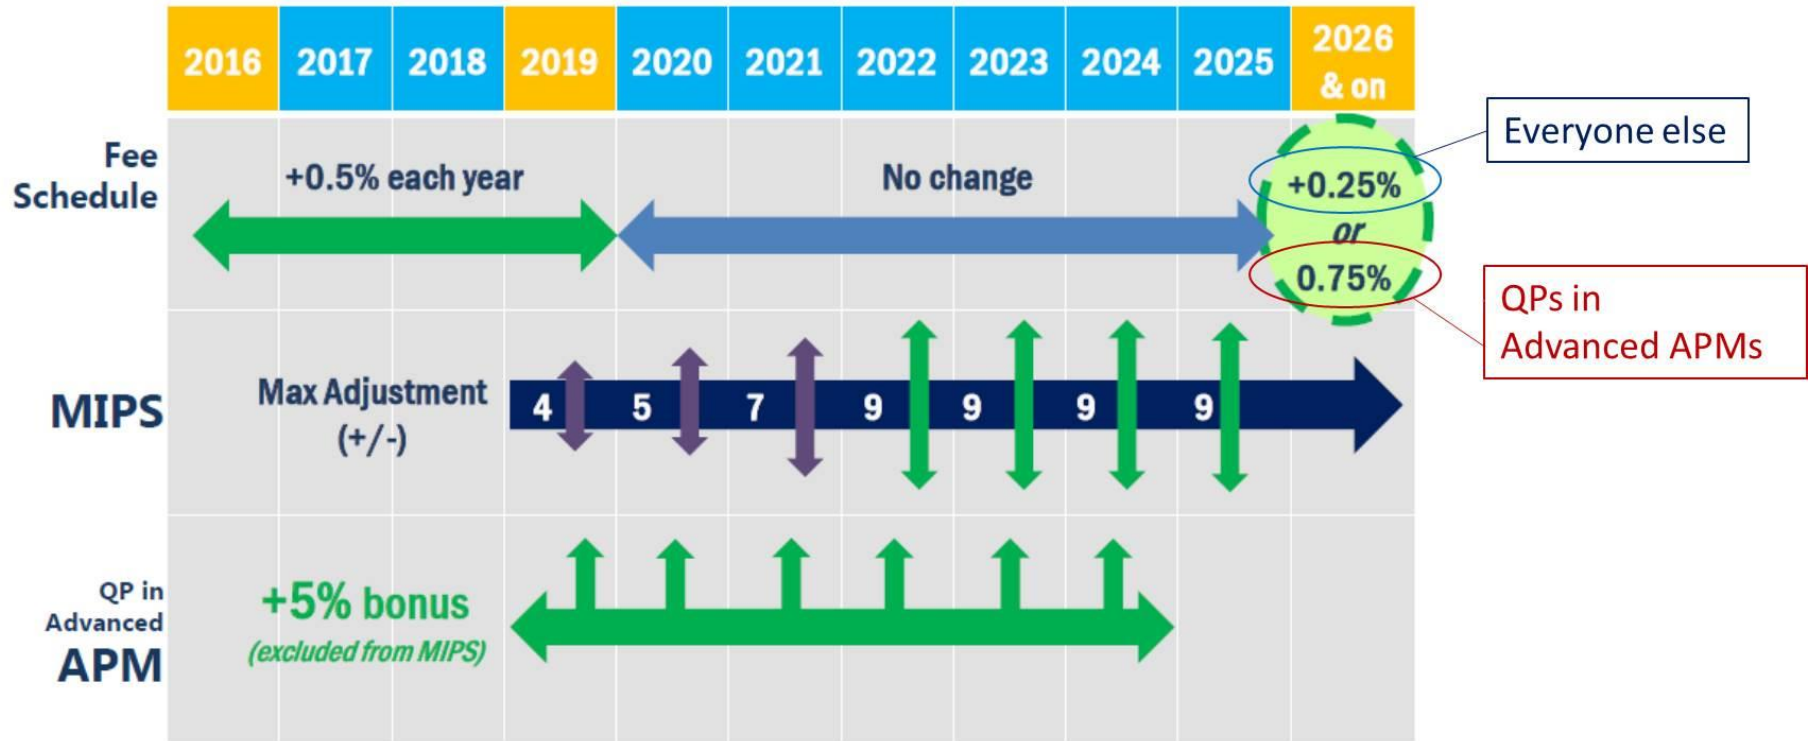 2016 2017 2018 2019 2020 2021 2022 2023 2024 2025 2026
& on
Everyone else
Fee
Schedule
+0.5% each year
No change
+0.25%
or
0.75%
QPs in
Advanced APMs
MIPS
Max Adjustment
(+/-)
4 5 7 9 9 9 9
QP in
Advanced
APM
+5% bonus
(excluded from MIPS)